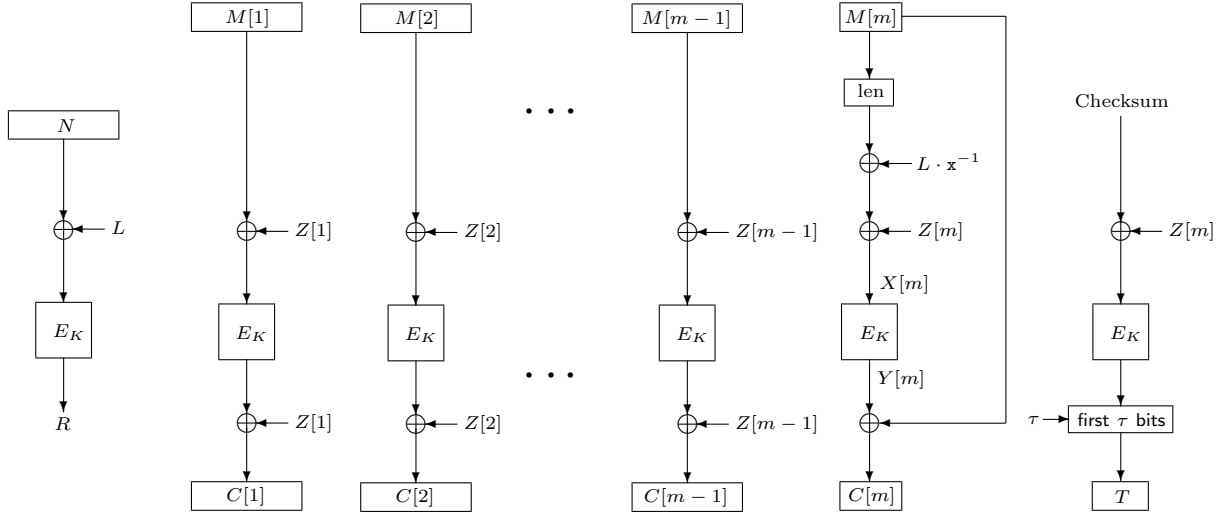 M[1] M[2] M[m − 1] M[m]
len
Checksum
N
· · ·
L · x⁻¹
L Z[1] Z[2] Z[m − 1] Z[m] Z[m]
X[m]
E_K E_K E_K E_K E_K E_K
Y[m]
· · ·
R Z[1] Z[2] Z[m − 1] τ first τ bits
C[1] C[2] C[m − 1] C[m] T